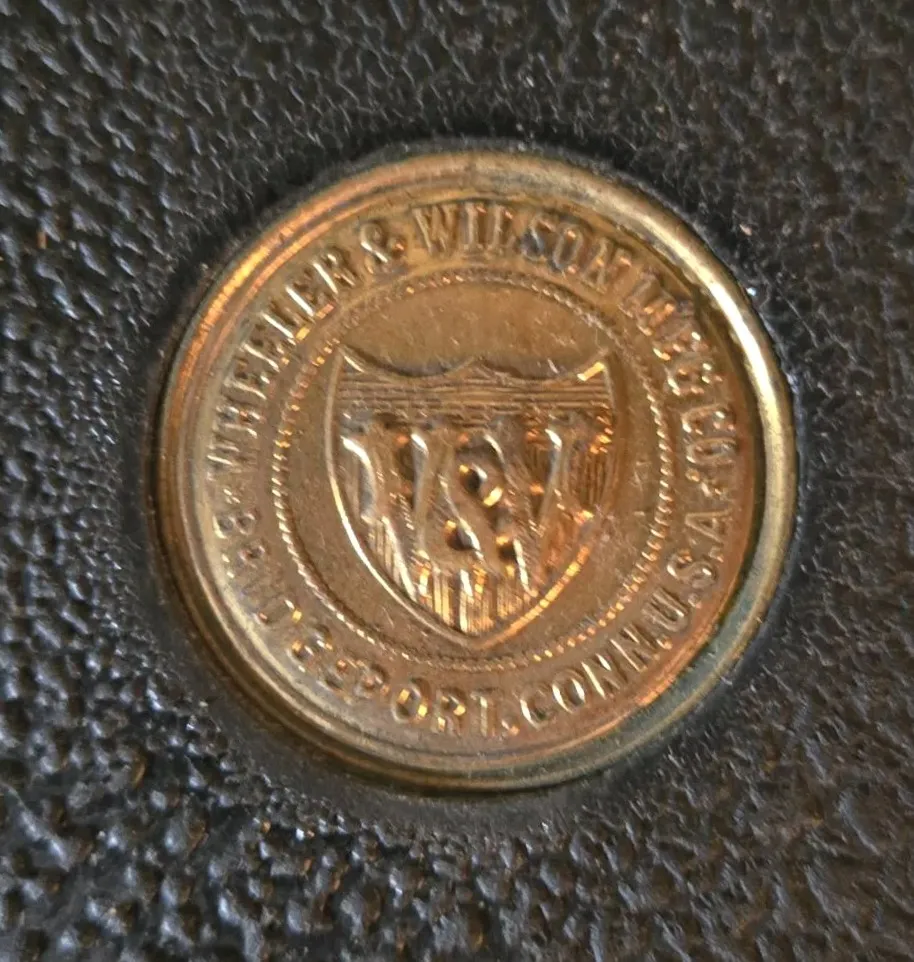 WHEELER & WILSON MFG CO.
BRIDGEPORT. CONN. U.S.A.
W&W